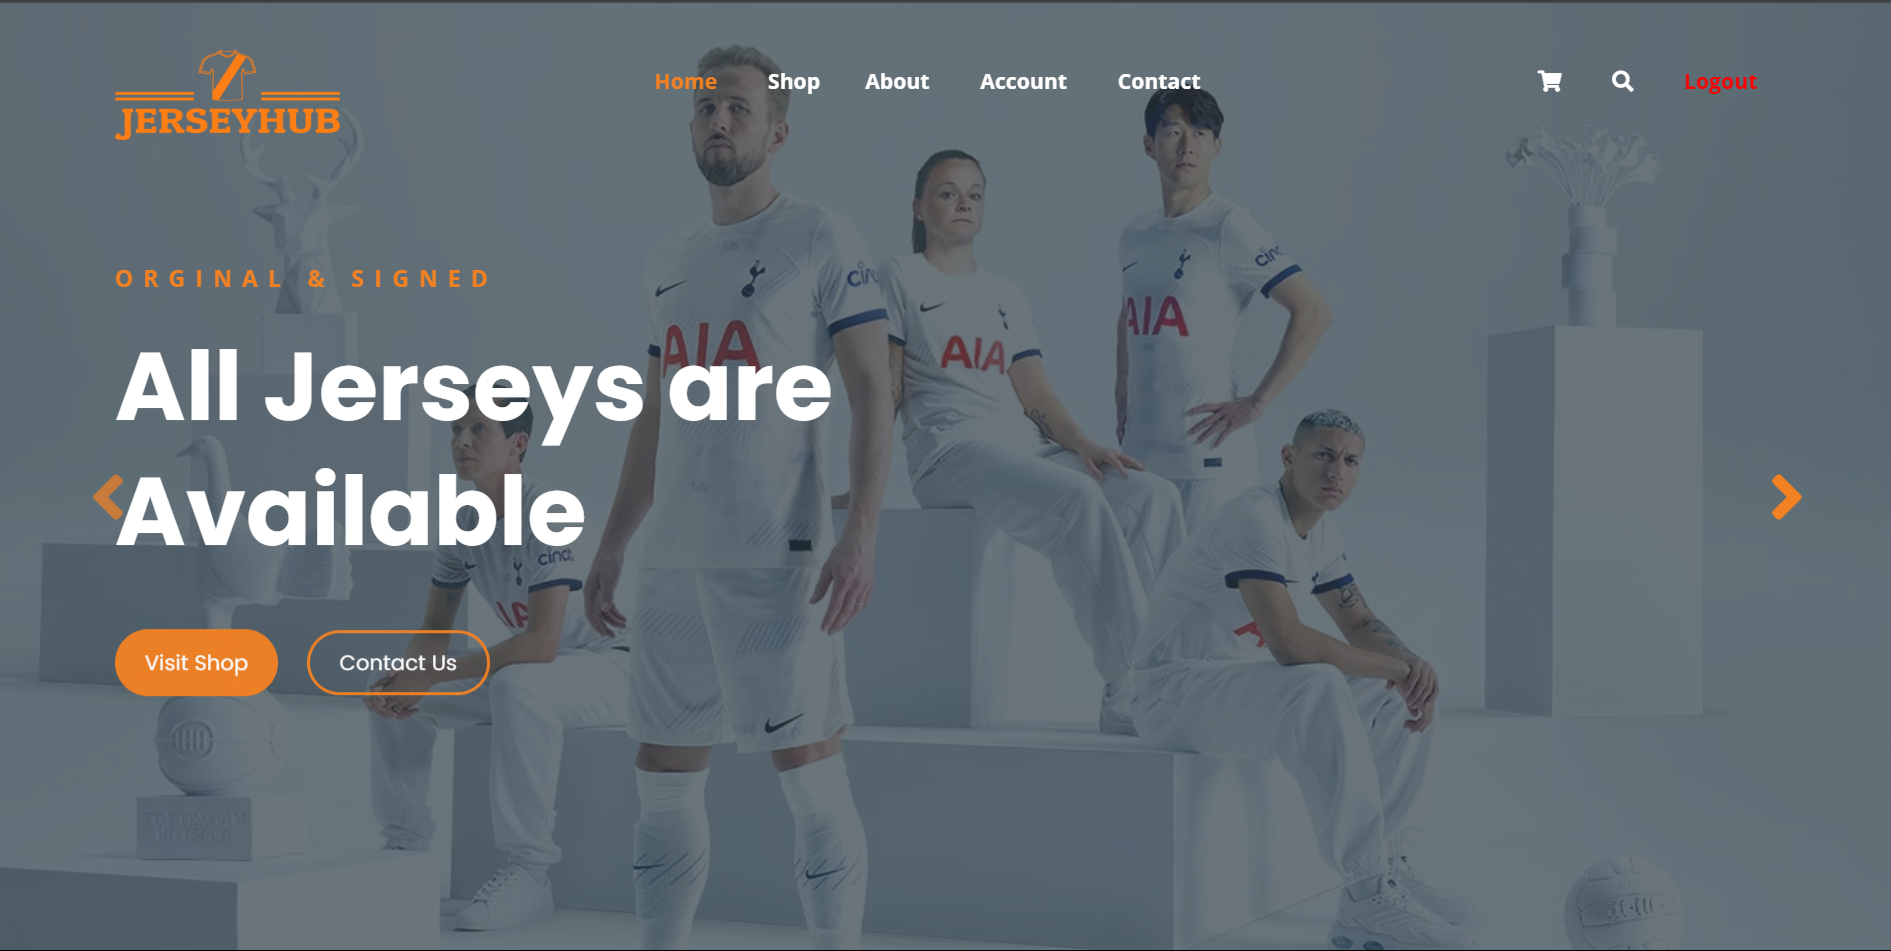 JERSEYHUB
Home Shop About Account Contact Logout
ORGINAL & SIGNED
All Jerseys are
Available
Visit Shop Contact Us
AIA
AIA
AIA
cinch
TOTTENHAM
HOTSPUR